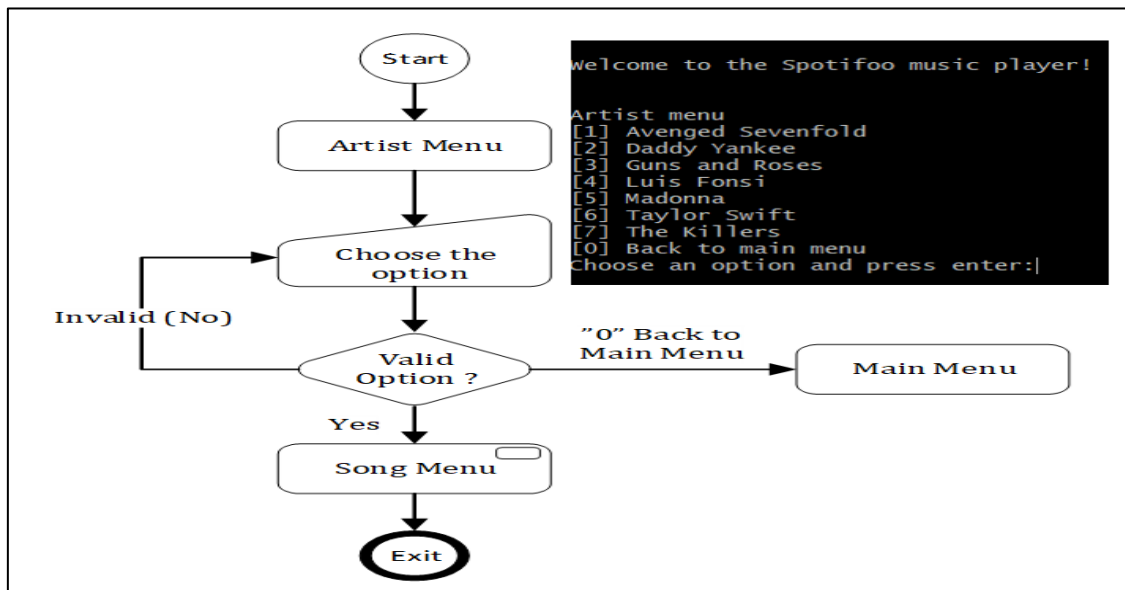 Start
Artist Menu
Choose the
option
Invalid (No)
Valid
Option ?
"0" Back to
Main Menu
Main Menu
Yes
Song Menu
Exit
Welcome to the Spotifoo music player!
Artist menu
[1] Avenged Sevenfold
[2] Daddy Yankee
[3] Guns and Roses
[4] Luis Fonsi
[5] Madonna
[6] Taylor Swift
[7] The Killers
[0] Back to main menu
Choose an option and press enter: